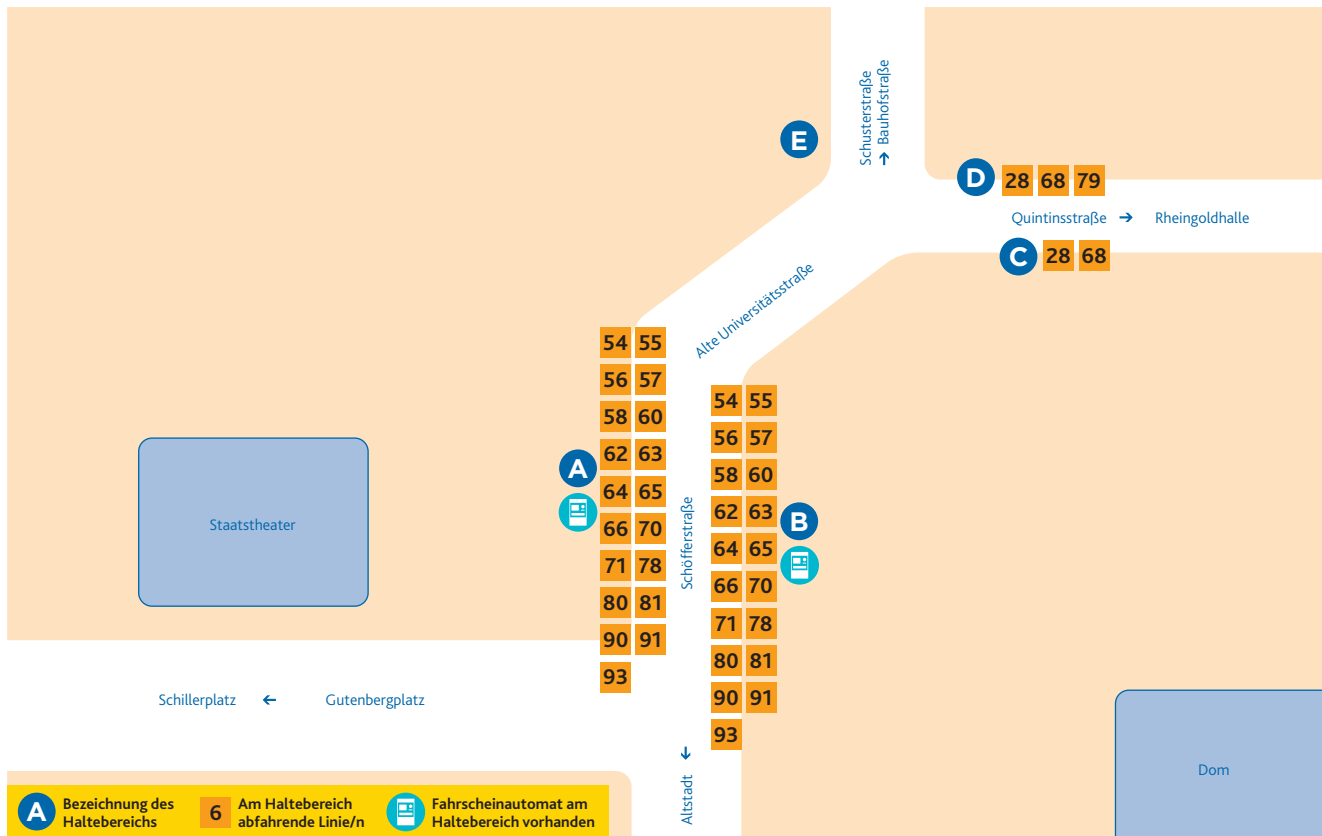 Schusterstraße
→ Bauhofstraße
E
D 28 68 79
Quintinsstraße → Rheingoldhalle
C 28 68
Alte Universitätsstraße
54 55
56 57
58 60
62 63
A
64 65
66 70
71 78
80 81
90 91
93
Schöfferstraße
54 55
56 57
58 60
62 63
B
64 65
66 70
71 78
80 81
90 91
93
Staatstheater
Schillerplatz ← Gutenbergplatz
Altstadt
Dom
A Bezeichnung des
Haltebereichs
6 Am Haltebereich
abfahrende Linie/n
Fahrscheinautomat am
Haltebereich vorhanden